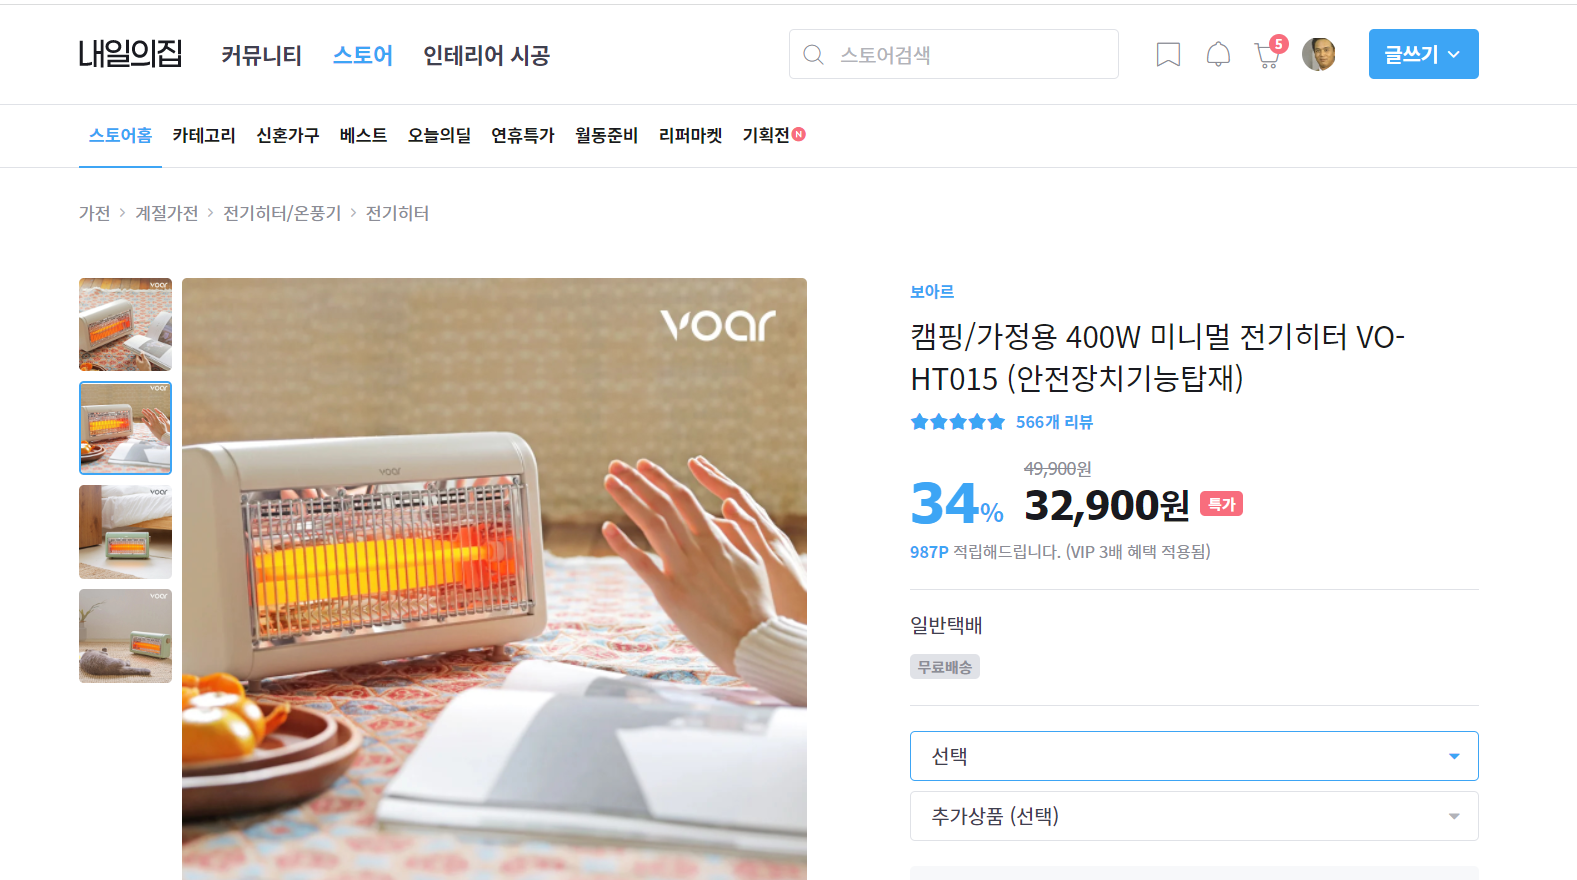 내일의집 커뮤니티 스토어 인테리어 시공 스토어검색 5 글쓰기
스토어홈 카테고리 신혼가구 베스트 오늘의딜 연휴특가 월동준비 리퍼마켓 기획전 N
가전 > 계절가전 > 전기히터/온풍기 > 전기히터
voar
voar
voar
voar
voar
voar
보아르
캠핑/가정용 400W 미니멀 전기히터 VO-
HT015 (안전장치기능탑재)
566개 리뷰
49,900원
34% 32,900원 특가
987P 적립해드립니다. (VIP 3배 혜택 적용됨)
일반택배
무료배송
선택
추가상품 (선택)